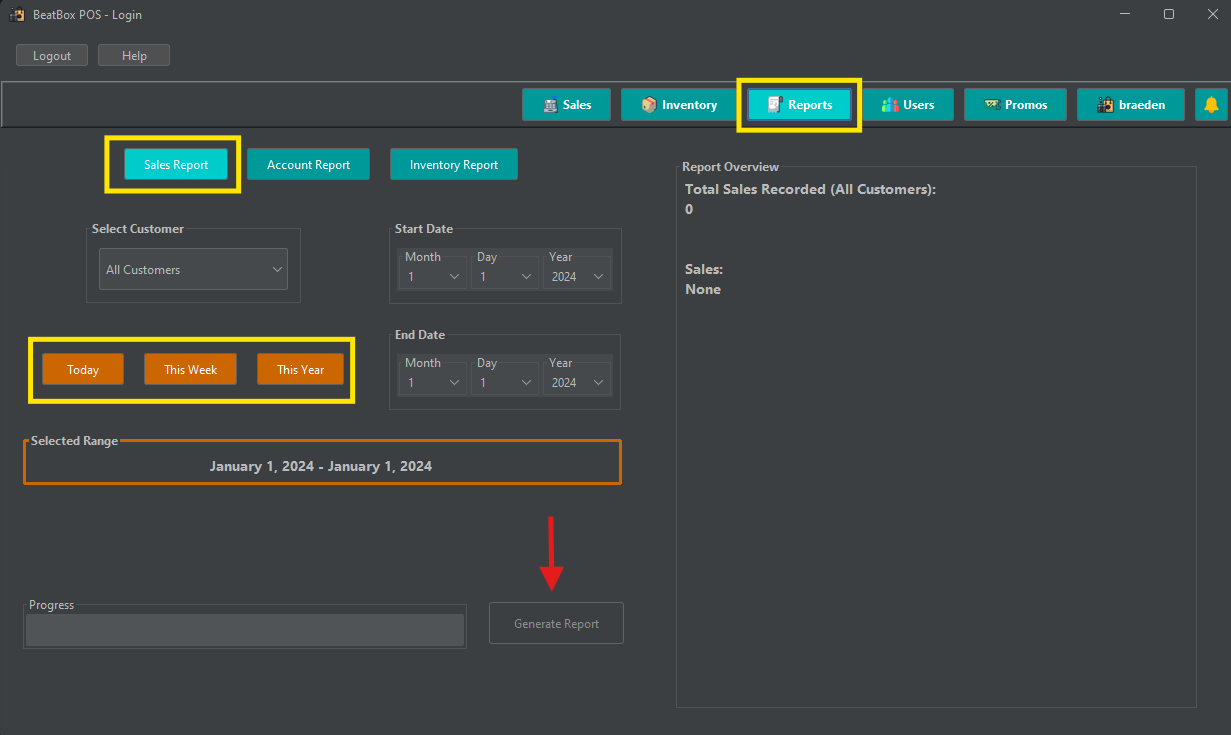 BeatBox POS - Login
Logout Help
Sales Inventory Reports Users Promos braeden
Sales Report Account Report Inventory Report
Select Customer
All Customers
Start Date
Month Day Year
1 1 2024
End Date
Month Day Year
1 1 2024
Today This Week This Year
Selected Range
January 1, 2024 - January 1, 2024
Progress
Generate Report
Report Overview
Total Sales Recorded (All Customers):
0
Sales:
None